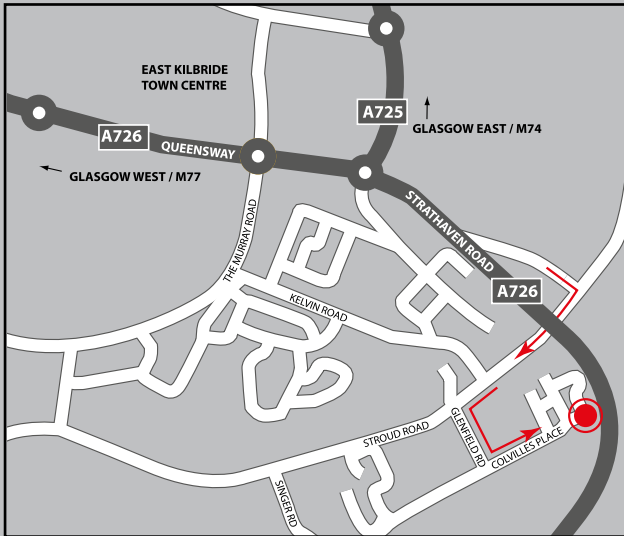 EAST KILBRIDE
TOWN CENTRE
A725
GLASGOW EAST / M74
A726
QUEENSWAY
GLASGOW WEST / M77
STRATHAVEN ROAD
THE MURRAY ROAD
A726
KELVIN ROAD
STROUD ROAD
GLENFIELD RD
COLVILLES PLACE
SINGER RD